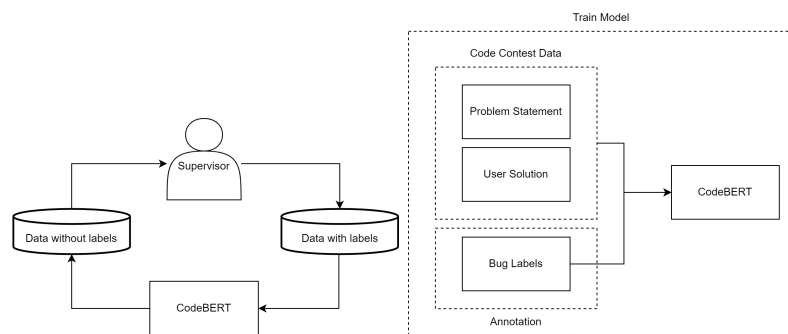 Train Model
Code Contest Data
Problem Statement
User Solution
Bug Labels
Annotation
CodeBERT
Supervisor
Data without labels
Data with labels
CodeBERT